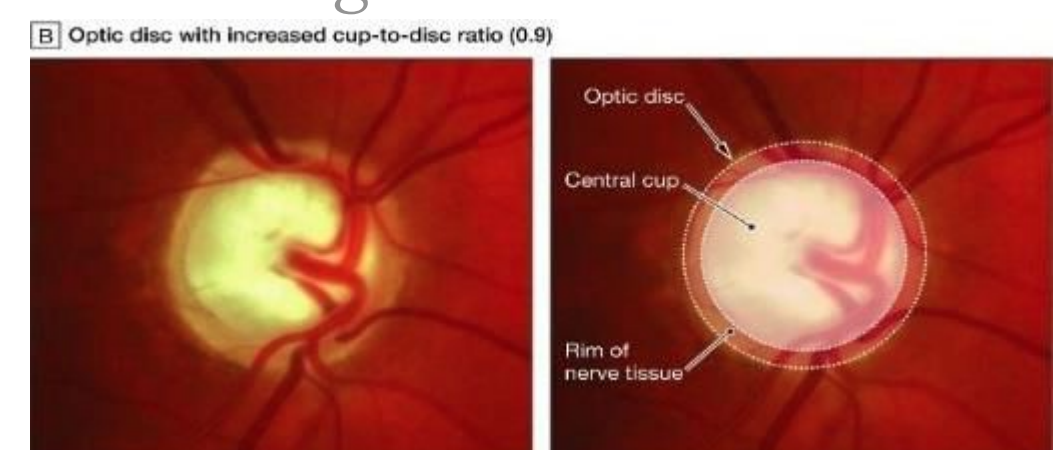 B Optic disc with increased cup-to-disc ratio (0.9)
Optic disc
Central cup
Rim of
nerve tissue